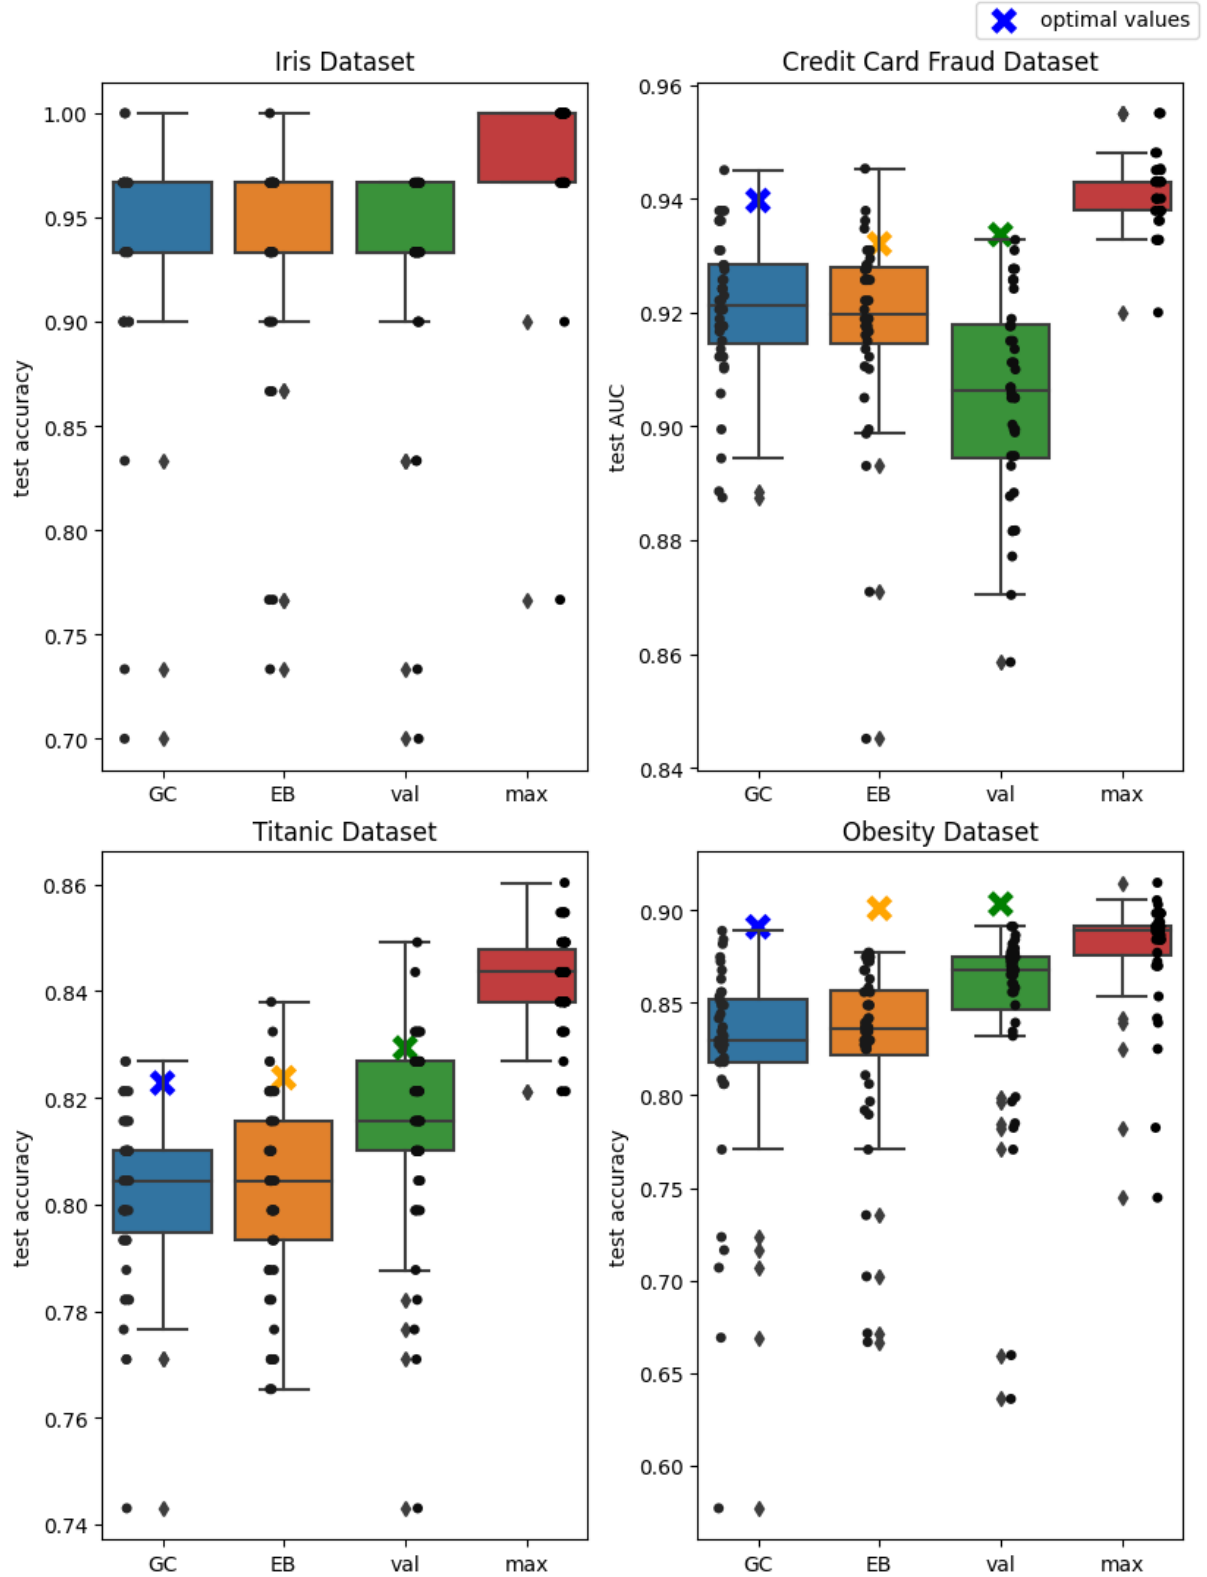 optimal values
Iris Dataset
test accuracy
1.00
0.95
0.90
0.85
0.80
0.75
0.70
GC EB val max
Credit Card Fraud Dataset
test AUC
0.96
0.94
0.92
0.90
0.88
0.86
0.84
GC EB val max
Titanic Dataset
test accuracy
0.86
0.84
0.82
0.80
0.78
0.76
0.74
GC EB val max
Obesity Dataset
test accuracy
0.90
0.85
0.80
0.75
0.70
0.65
0.60
GC EB val max